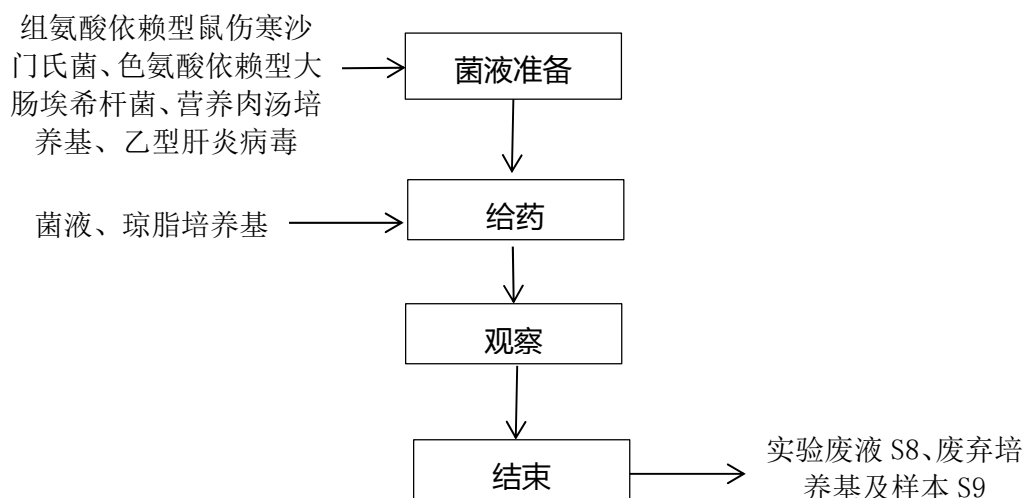 组氨酸依赖型鼠伤寒沙
门氏菌、色氨酸依赖型大
肠埃希杆菌、营养肉汤培
养基、乙型肝炎病毒
菌液准备
菌液、琼脂培养基
给药
观察
结束
实验废液 S8、废弃培
养基及样本 S9